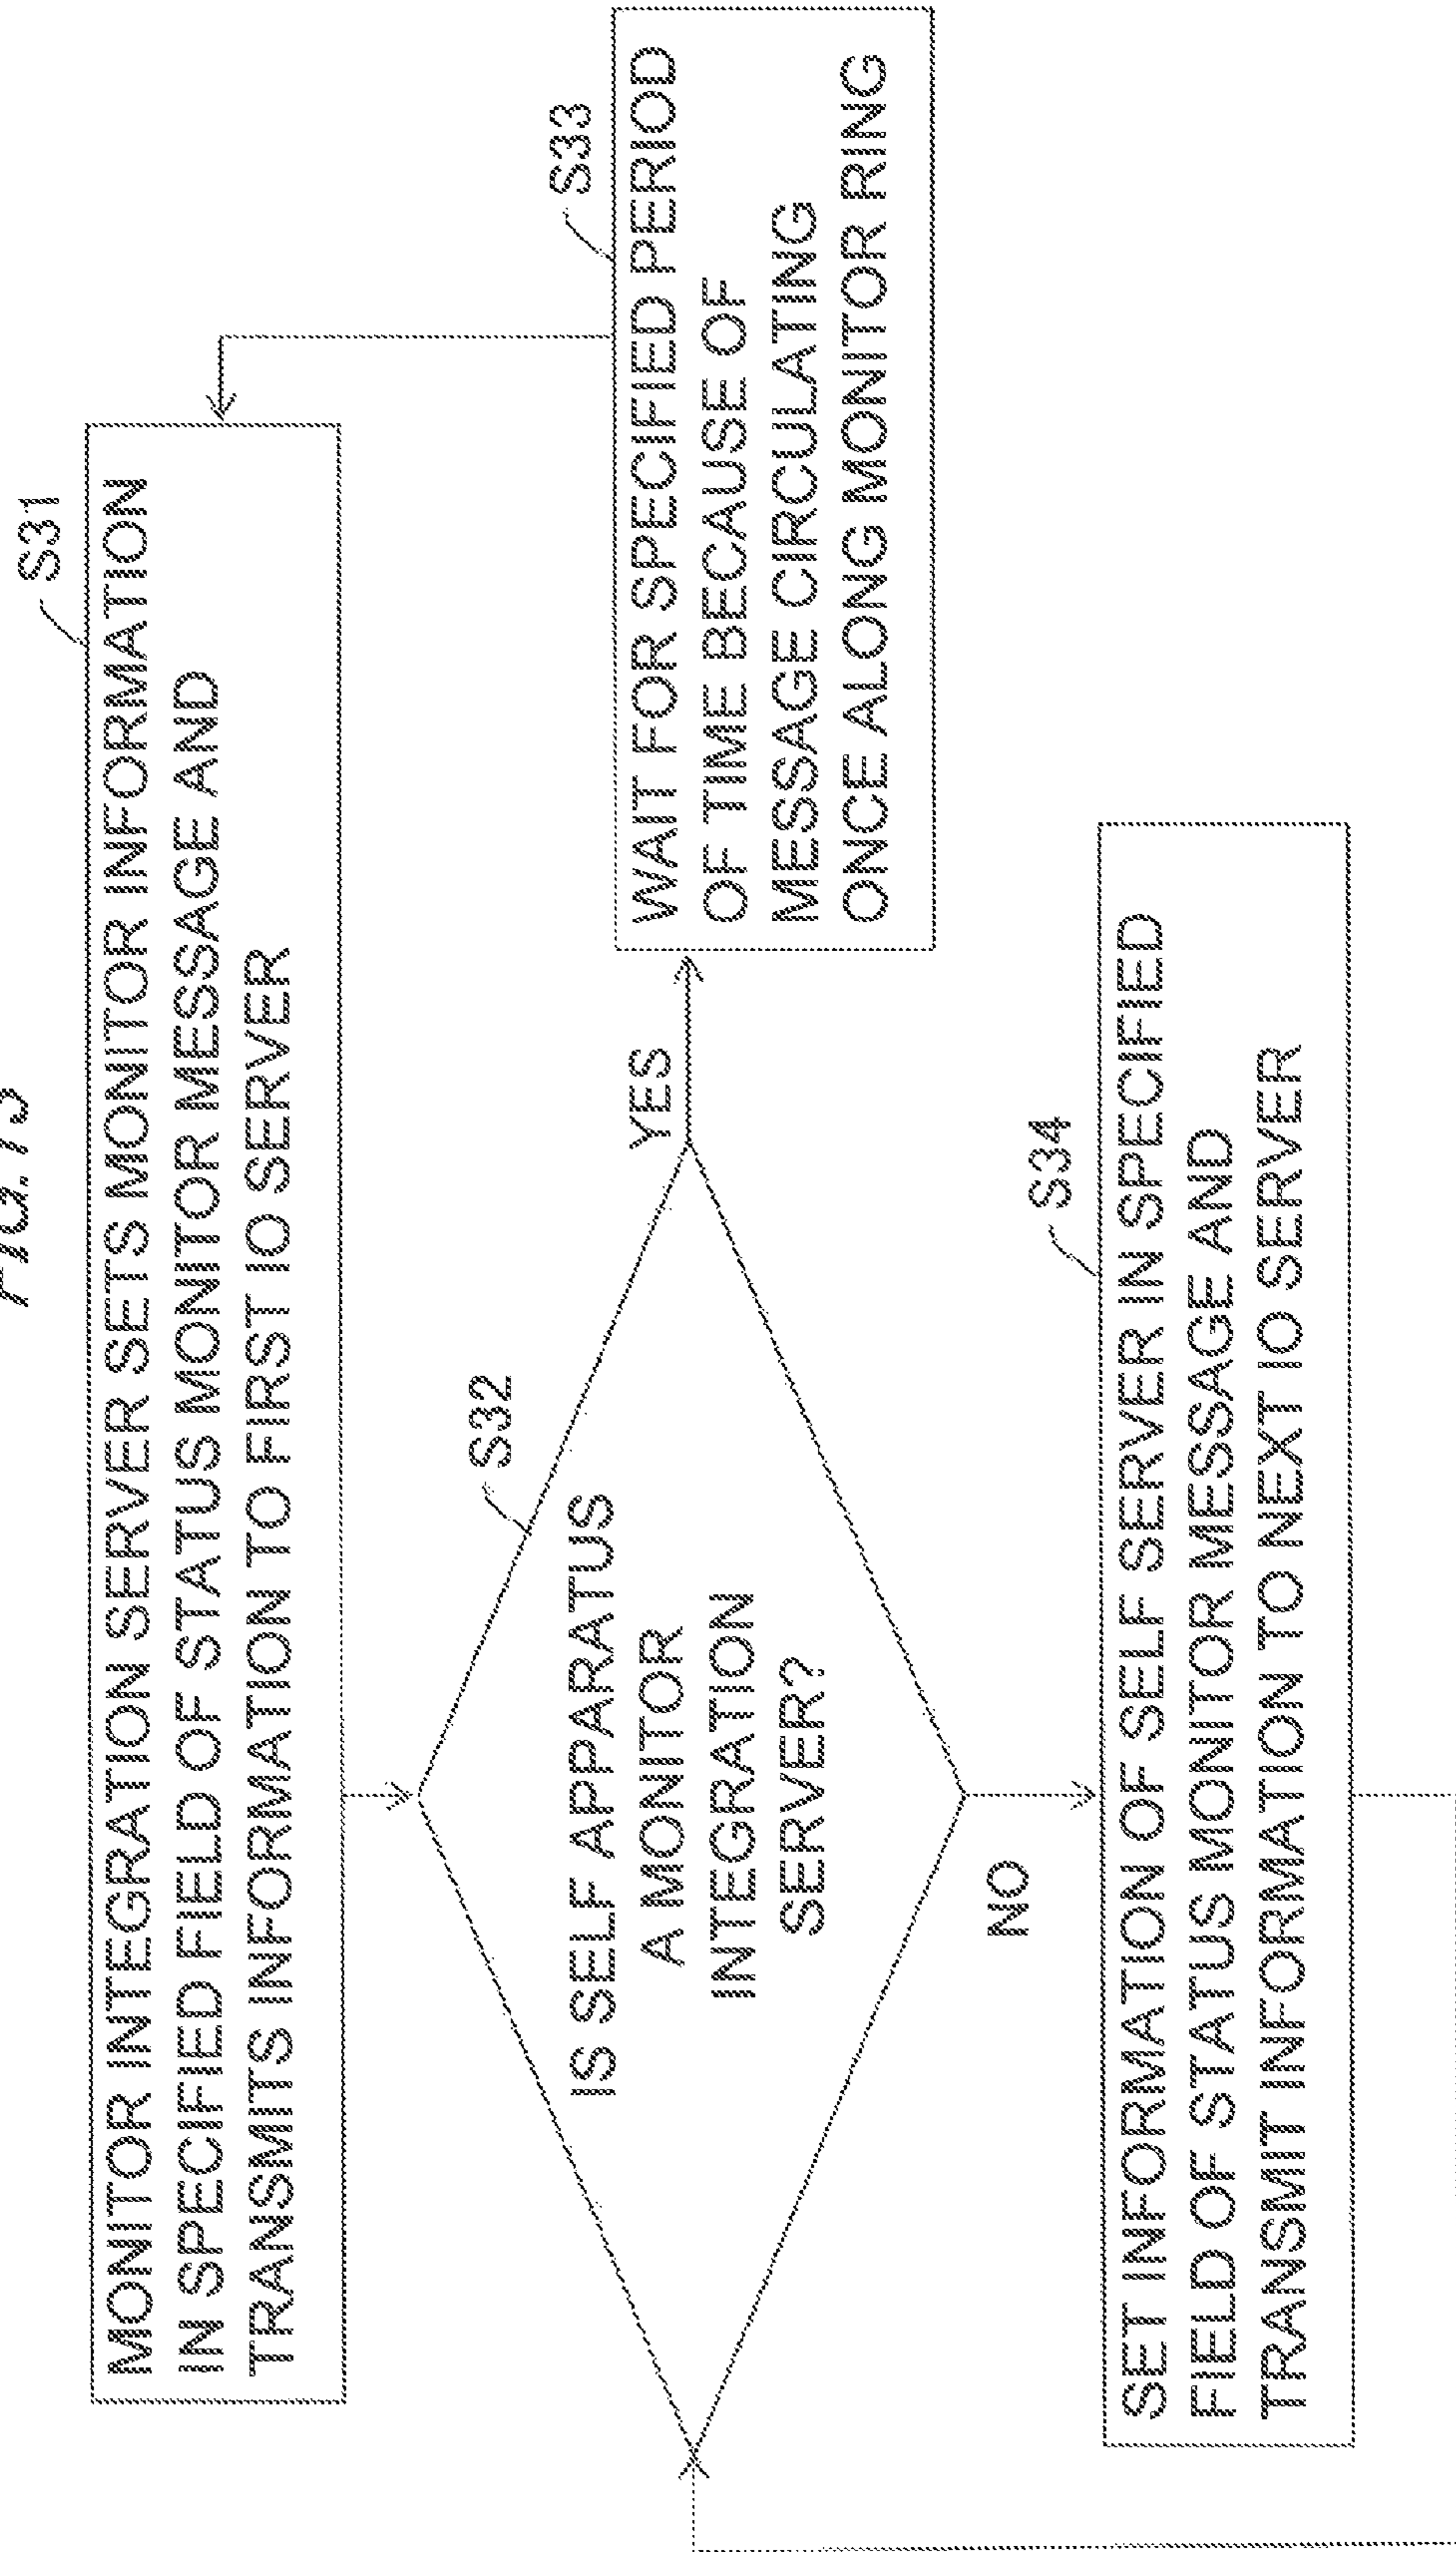 FIG. 13
S31
MONITOR INTEGRATION SERVER SETS MONITOR INFORMATION
IN SPECIFIED FIELD OF STATUS MONITOR MESSAGE AND
TRANSMITS INFORMATION TO FIRST IO SERVER
S32
IS SELF APPARATUS
A MONITOR
INTEGRATION
SERVER?
YES
S33
WAIT FOR SPECIFIED PERIOD
OF TIME BECAUSE OF
MESSAGE CIRCULATING
ONCE ALONG MONITOR RING
NO
S34
SET INFORMATION OF SELF SERVER IN SPECIFIED
FIELD OF STATUS MONITOR MESSAGE AND
TRANSMIT INFORMATION TO NEXT IO SERVER